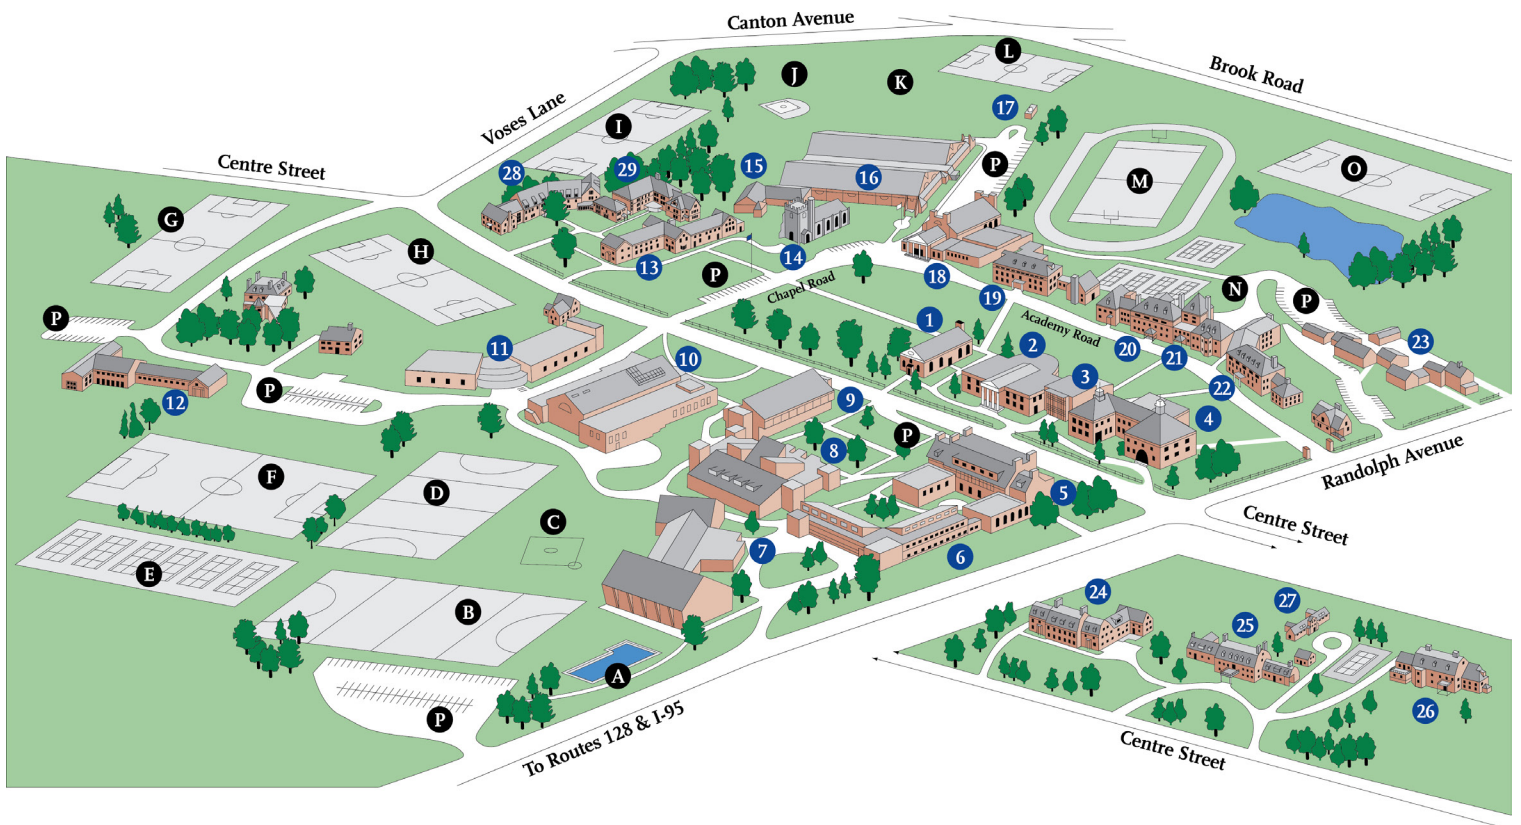 Canton Avenue
L
J
K
Brook Road
Voses Lane
I
17
Centre Street
28
29
15
16
P
M
O
G
H
13
14
P
18
19
N
P
Chapel Road
P
11
10
1
2
Academy Road
20
21
23
3
22
12
P
9
4
P
8
F
D
5
Randolph Avenue
C
Centre Street
E
7
6
B
24
27
25
A
26
P
To Routes 128 & I-95
Centre Street